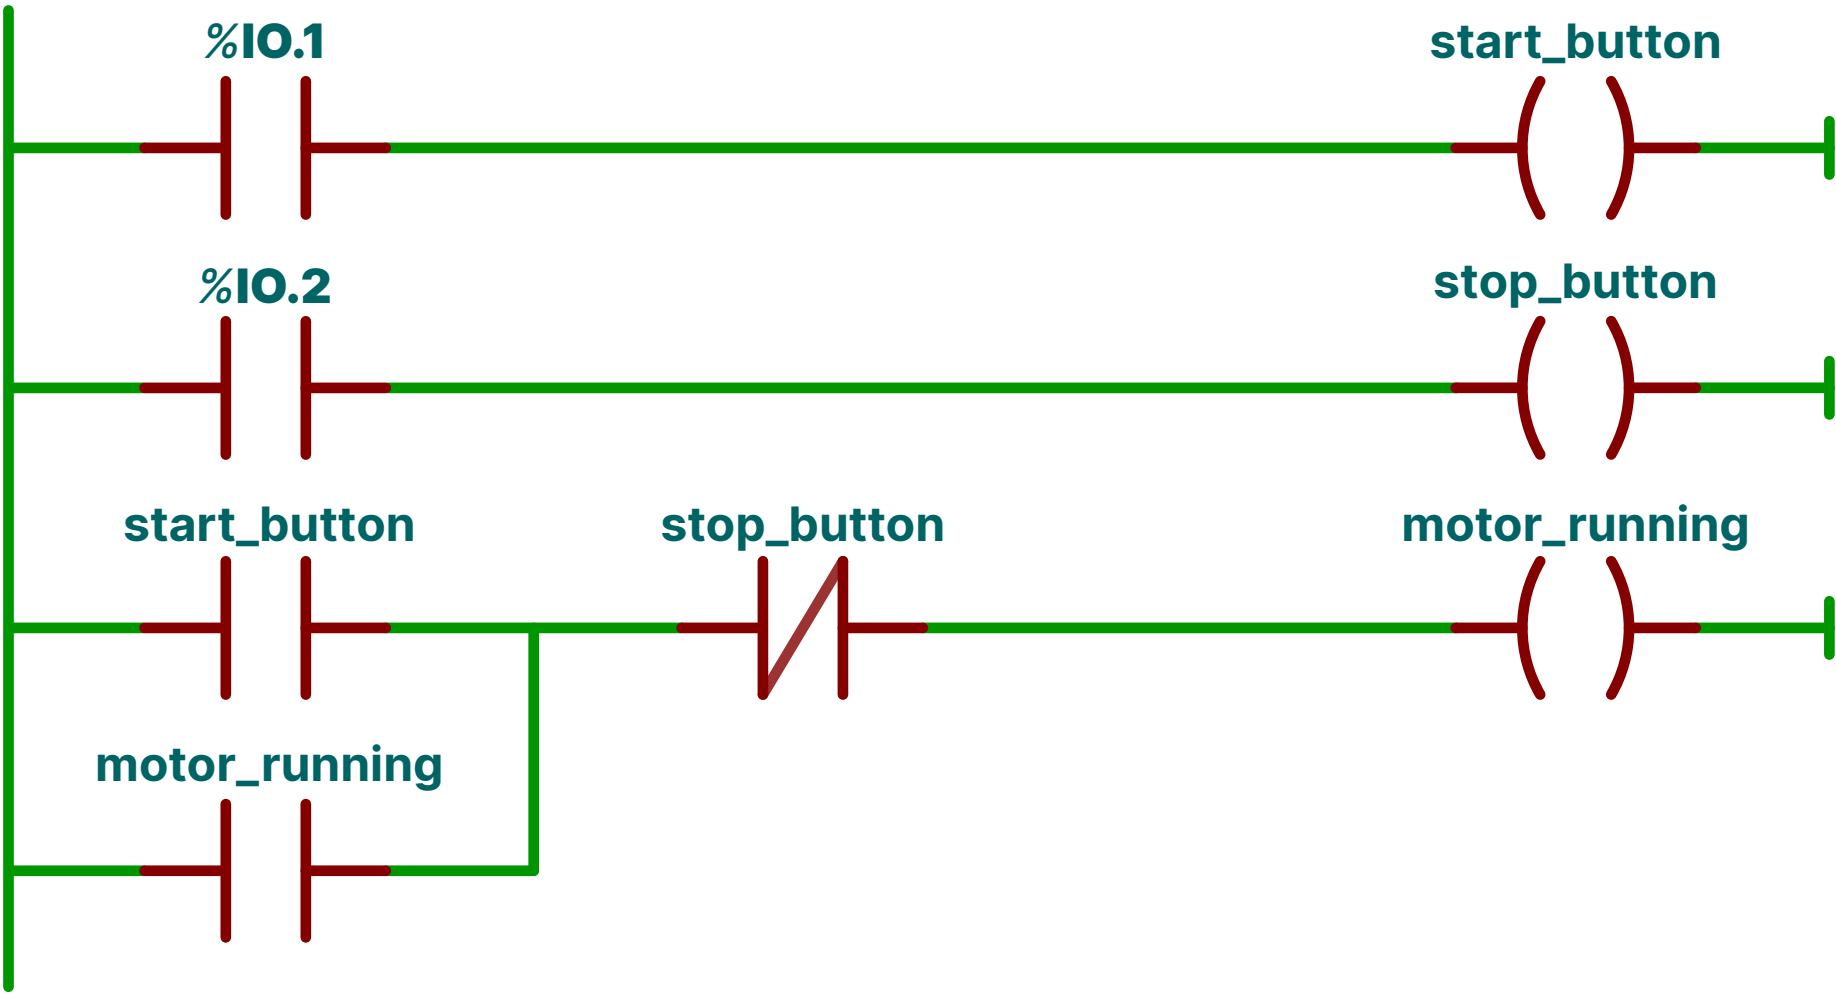 %I0.1
start_button
%I0.2
stop_button
start_button
stop_button
motor_running
motor_running